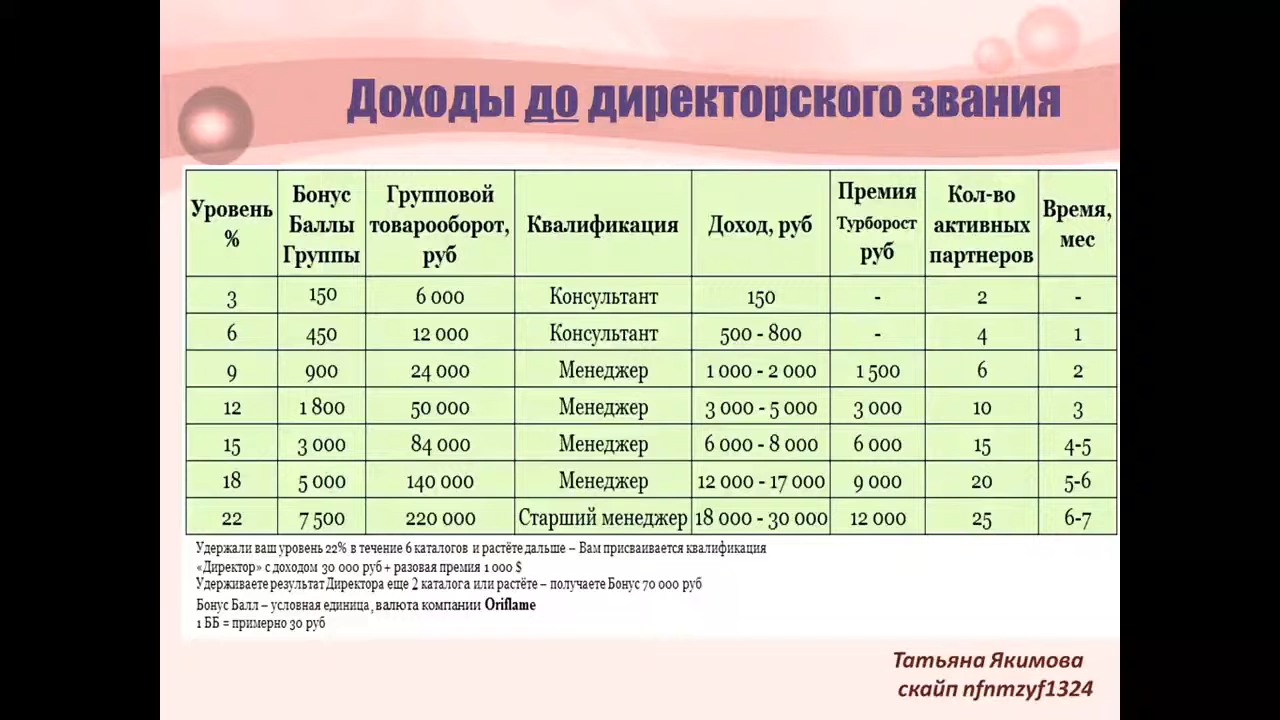 Доходы до директорского звания
Уровень % | Бонус Баллы Группы | Групповой товарооборот, руб | Квалификация | Доход, руб | Премия Турборост руб | Кол-во активных партнеров | Время, мес
3 | 150 | 6 000 | Консультант | 150 | - | 2 | -
6 | 450 | 12 000 | Консультант | 500 - 800 | - | 4 | 1
9 | 900 | 24 000 | Менеджер | 1 000 - 2 000 | 1 500 | 6 | 2
12 | 1 800 | 50 000 | Менеджер | 3 000 - 5 000 | 3 000 | 10 | 3
15 | 3 000 | 84 000 | Менеджер | 6 000 - 8 000 | 6 000 | 15 | 4-5
18 | 5 000 | 140 000 | Менеджер | 12 000 - 17 000 | 9 000 | 20 | 5-6
22 | 7 500 | 220 000 | Старший менеджер | 18 000 - 30 000 | 12 000 | 25 | 6-7
Удержали ваш уровень 22% в течение 6 каталогов и растёте дальше – Вам присваивается квалификация
«Директор» с доходом 30 000 руб + разовая премия 1 000 $
Удерживаете результат Директора еще 2 каталога или растёте – получаете Бонус 70 000 руб
Бонус Балл – условная единица, валюта компании Oriflame
1 ББ = примерно 30 руб
Татьяна Якимова
скайп nfnmzyf1324